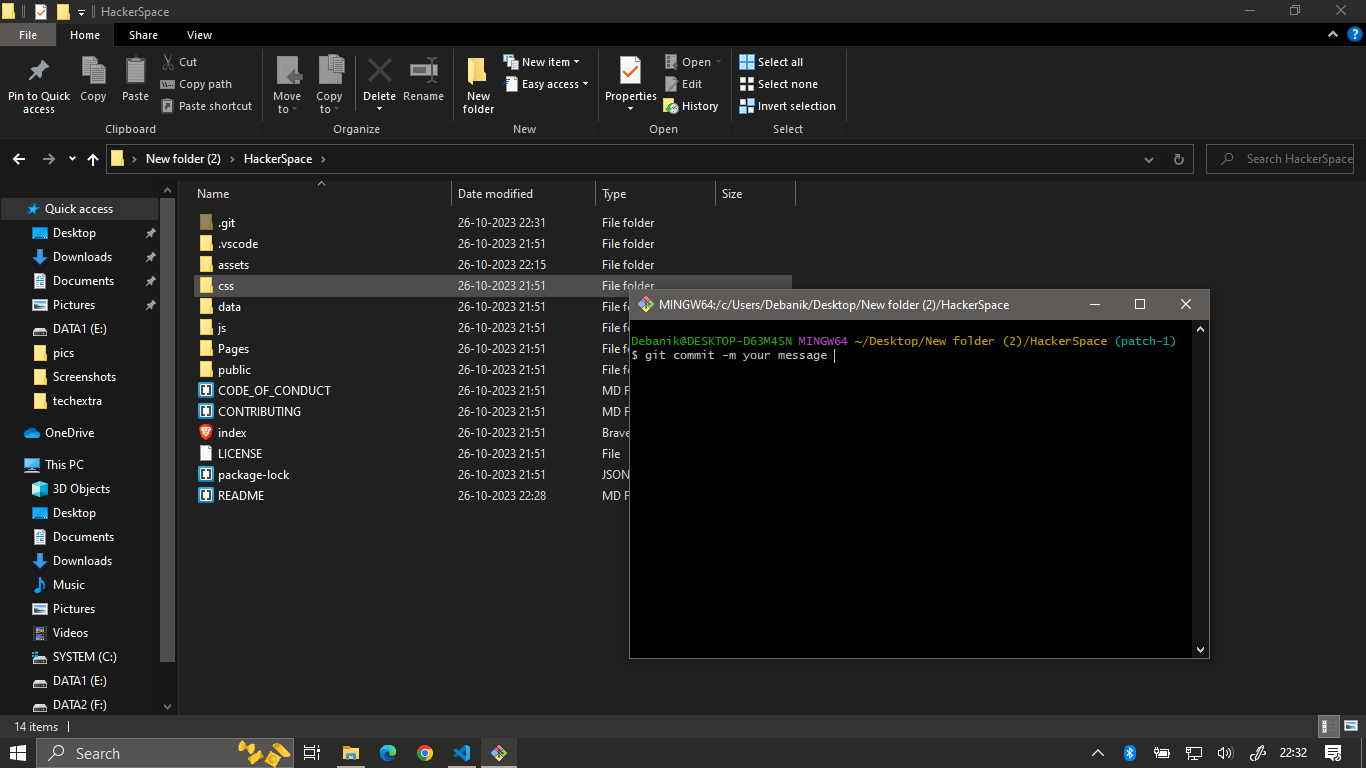 HackerSpace
File Home Share View
Pin to Quick access
Copy
Paste
Cut
Copy path
Paste shortcut
Clipboard
Move to
Copy to
Delete
Rename
Organize
New folder
New item
Easy access
New
Properties
Open
Edit
History
Open
Select all
Select none
Invert selection
Select
New folder (2) HackerSpace
Search HackerSpace
Quick access
Desktop
Downloads
Documents
Pictures
DATA1 (E:)
pics
Screenshots
techextra
OneDrive
This PC
3D Objects
Desktop
Documents
Downloads
Music
Pictures
Videos
SYSTEM (C:)
DATA1 (E:)
DATA2 (F:)
Name Date modified Type Size
.git 26-10-2023 22:31 File folder
.vscode 26-10-2023 21:51 File folder
assets 26-10-2023 22:15 File folder
css 26-10-2023 21:51 File folder
data 26-10-2023 21:51 File f
js 26-10-2023 21:51 File f
Pages 26-10-2023 21:51 File f
public 26-10-2023 21:51 File f
CODE_OF_CONDUCT 26-10-2023 21:51 MD F
CONTRIBUTING 26-10-2023 21:51 MD F
index 26-10-2023 21:51 Brave
LICENSE 26-10-2023 21:51 File
package-lock 26-10-2023 21:51 JSON
README 26-10-2023 22:28 MD F
MINGW64:/c/Users/Debanik/Desktop/New folder (2)/HackerSpace
Debanik@DESKTOP-D63M4SN MINGW64 ~/Desktop/New folder (2)/HackerSpace (patch-1)
$ git commit -m your message
14 items
Search
22:32